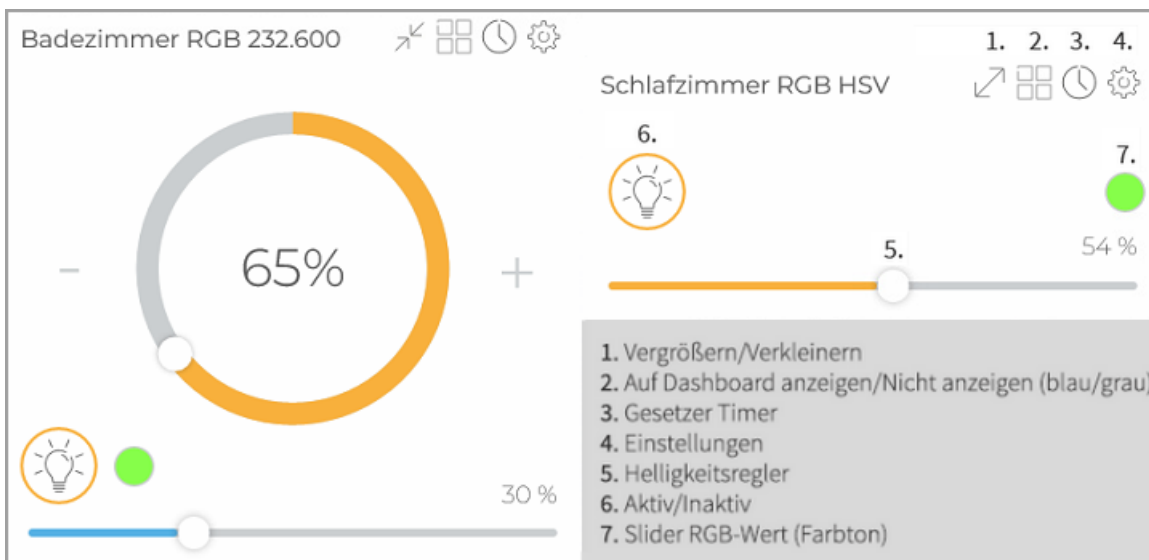 Badezimmer RGB 232.600
65%
-
+
30 %
1. 2. 3. 4.
Schlafzimmer RGB HSV
6.
7.
5.
54 %
1. Vergrößern/Verkleinern
2. Auf Dashboard anzeigen/Nicht anzeigen (blau/grau)
3. Gesetzer Timer
4. Einstellungen
5. Helligkeitsregler
6. Aktiv/Inaktiv
7. Slider RGB-Wert (Farbton)